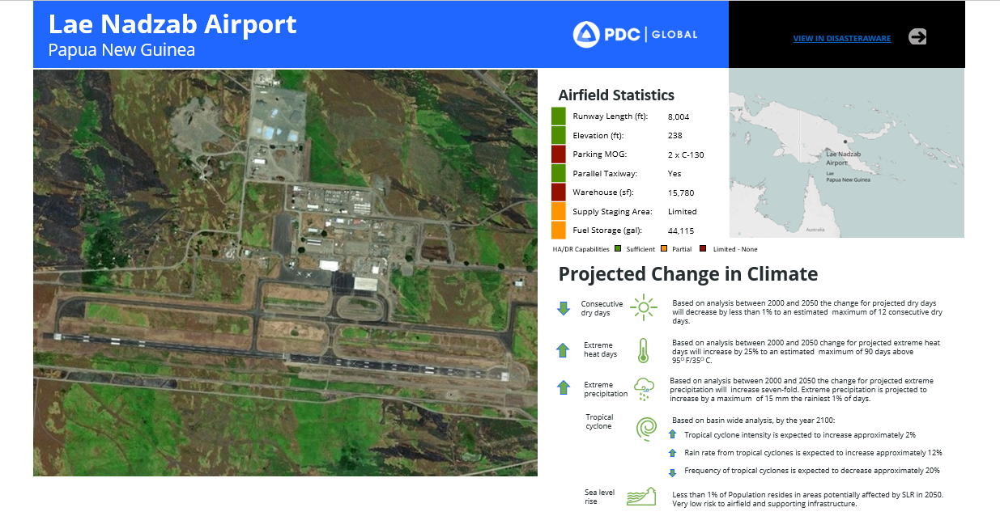 Lae Nadzab Airport
Papua New Guinea
PDC | GLOBAL
VIEW IN DISASTERAWARE
Airfield Statistics
Runway Length (ft): 8,004
Elevation (ft): 238
Parking MOG: 2 x C-130
Parallel Taxiway: Yes
Warehouse (sf): 15,780
Supply Staging Area: Limited
Fuel Storage (gal): 44,115
HA/DR Capabilities Sufficient Partial Limited - None
Lae Nadzab
Airport
Lae
Papua New Guinea
Australia
Projected Change in Climate
Consecutive
dry days
Based on analysis between 2000 and 2050 the change for projected dry days
will decrease by less than 1% to an estimated maximum of 12 consecutive dry
days.
Extreme
heat days
Based on analysis between 2000 and 2050 change for projected extreme heat
days will increase by 25% to an estimated maximum of 90 days above
95⁰ F/35⁰ C.
Extreme
precipitation
Based on analysis between 2000 and 2050 the change for projected extreme
precipitation will increase seven-fold. Extreme precipitation is projected to
increase by a maximum of 15 mm the rainiest 1% of days.
Tropical
cyclone
Based on basin wide analysis, by the year 2100:
Tropical cyclone intensity is expected to increase approximately 2%
Rain rate from tropical cyclones is expected to increase approximately 12%
Frequency of tropical cyclones is expected to decrease approximately 20%
Sea level
rise
Less than 1% of Population resides in areas potentially affected by SLR in 2050.
Very low risk to airfield and supporting infrastructure.